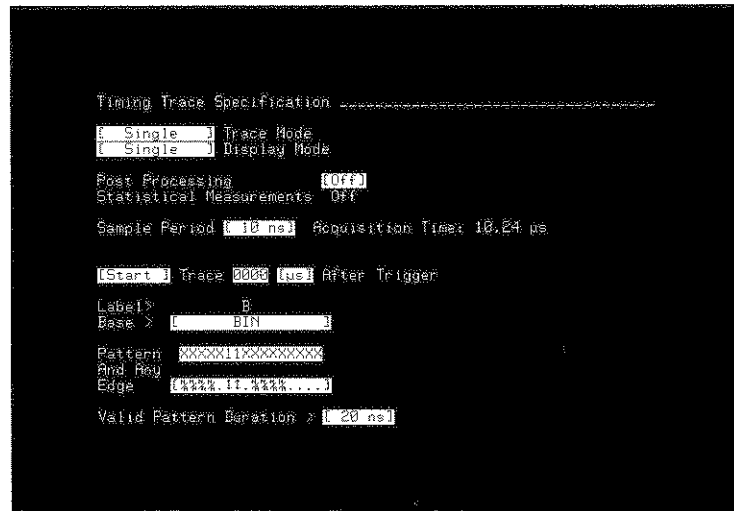 Timing Trace Specification
[ Single ] Trace Mode
[ Single ] Display Mode
Post Processing [Off]
Statistical Measurements Off
Sample Period [ 10 ns] Acquisition Time: 10.24 µs
[Start ] Trace 0000 [µs] After Trigger
Label> B
Base > [ BIN ]
Pattern XXXXX11XXXXXXXXX
And Any
Edge
Valid Pattern Duration > [ 20 ns]